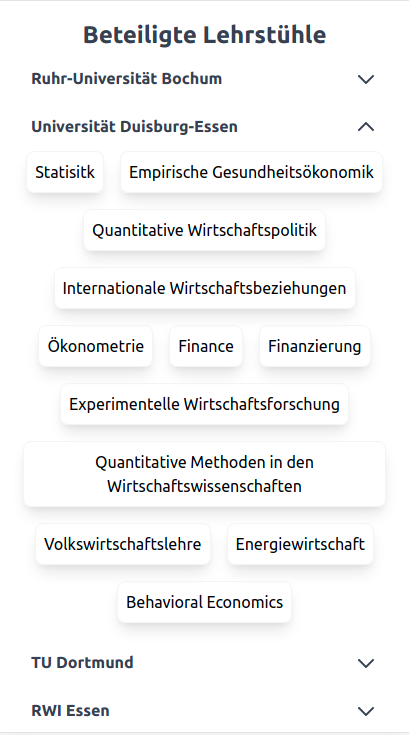 Beteiligte Lehrstühle
Ruhr-Universität Bochum
Universität Duisburg-Essen
Statisitk
Empirische Gesundheitsökonomik
Quantitative Wirtschaftspolitik
Internationale Wirtschaftsbeziehungen
Ökonometrie
Finance
Finanzierung
Experimentelle Wirtschaftsforschung
Quantitative Methoden in den
Wirtschaftswissenschaften
Volkswirtschaftslehre
Energiewirtschaft
Behavioral Economics
TU Dortmund
RWI Essen